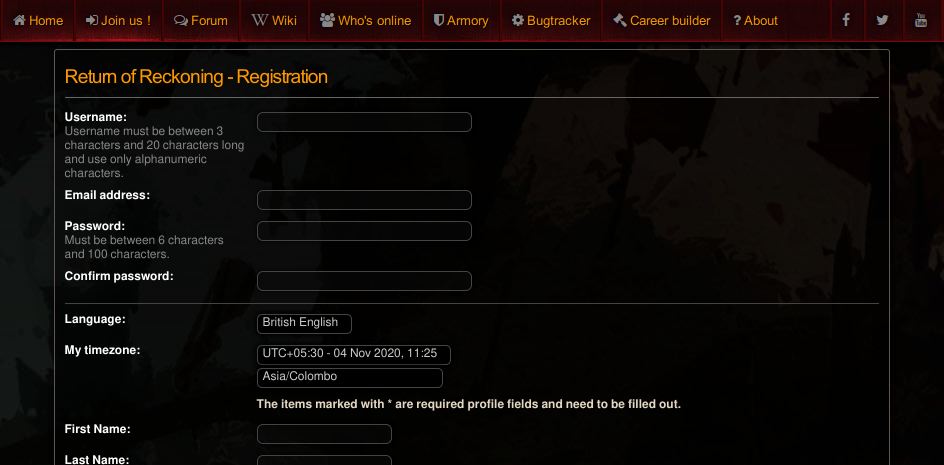 Home Join us ! Forum Wiki Who's online Armory Bugtracker Career builder ? About
Return of Reckoning - Registration
Username:
Username must be between 3
characters and 20 characters long
and use only alphanumeric
characters.
Email address:
Password:
Must be between 6 characters
and 100 characters.
Confirm password:
Language: British English
My timezone: UTC+05:30 - 04 Nov 2020, 11:25
Asia/Colombo
The items marked with * are required profile fields and need to be filled out.
First Name:
Last Name: